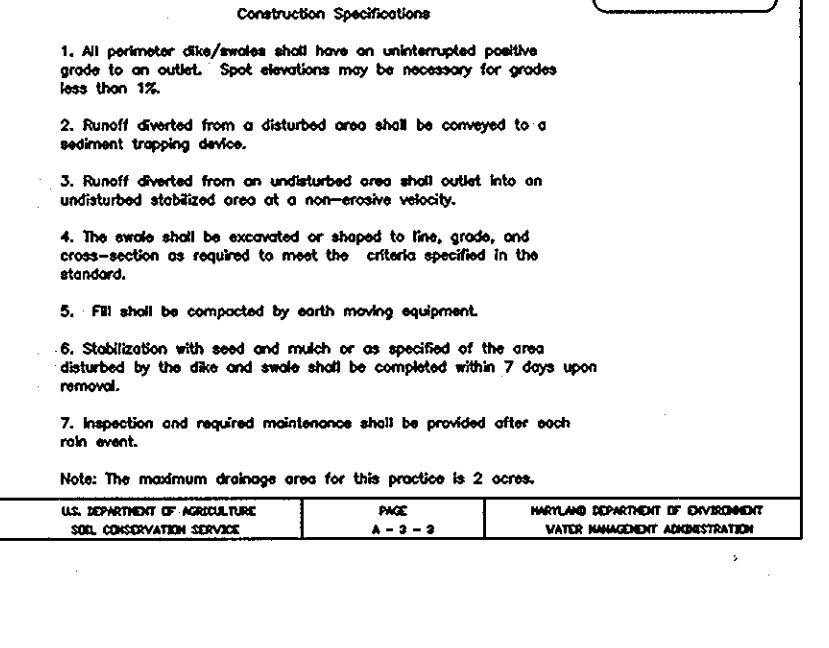 Construction Specifications
1. All perimeter dike/swales shall have an uninterrupted positive
grade to an outlet. Spot elevations may be necessary for grades
less than 1%.
2. Runoff diverted from a disturbed area shall be conveyed to a
sediment trapping device.
3. Runoff diverted from an undisturbed area shall outlet into an
undisturbed stabilized area at a non-erosive velocity.
4. The swale shall be excavated or shaped to line, grade, and
cross-section as required to meet the criteria specified in the
standard.
5. Fill shall be compacted by earth moving equipment.
6. Stabilization with seed and mulch or as specified of the area
disturbed by the dike and swale shall be completed within 7 days upon
removal.
7. Inspection and required maintenance shall be provided after each
rain event.
Note: The maximum drainage area for this practice is 2 acres.
U.S. DEPARTMENT OF AGRICULTURE
SOIL CONSERVATION SERVICE
PAGE
A - 3 - 3
MARYLAND DEPARTMENT OF ENVIRONMENT
WATER MANAGEMENT ADMINISTRATION